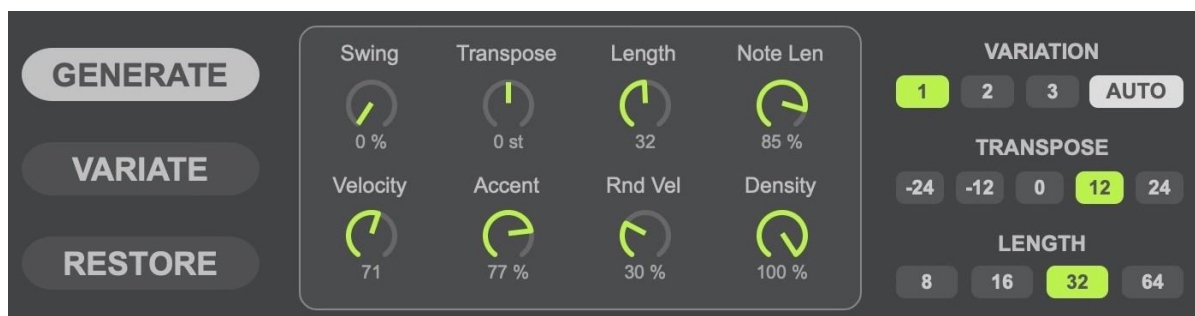 GENERATE
VARIATE
RESTORE
Swing Transpose Length Note Len
0 % 0 st 32 85 %
Velocity Accent Rnd Vel Density
71 77 % 30 % 100 %
VARIATION
1 2 3 AUTO
TRANSPOSE
-24 -12 0 12 24
LENGTH
8 16 32 64